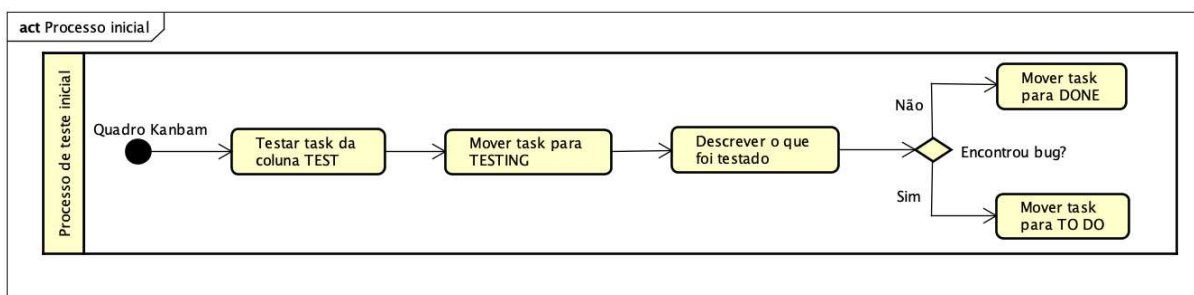 act Processo inicial
Processo de teste inicial
Quadro Kanbam
Testar task da
coluna TEST
Mover task para
TESTING
Descrever o que
foi testado
Encontrou bug?
Não
Mover task
para DONE
Sim
Mover task
para TO DO